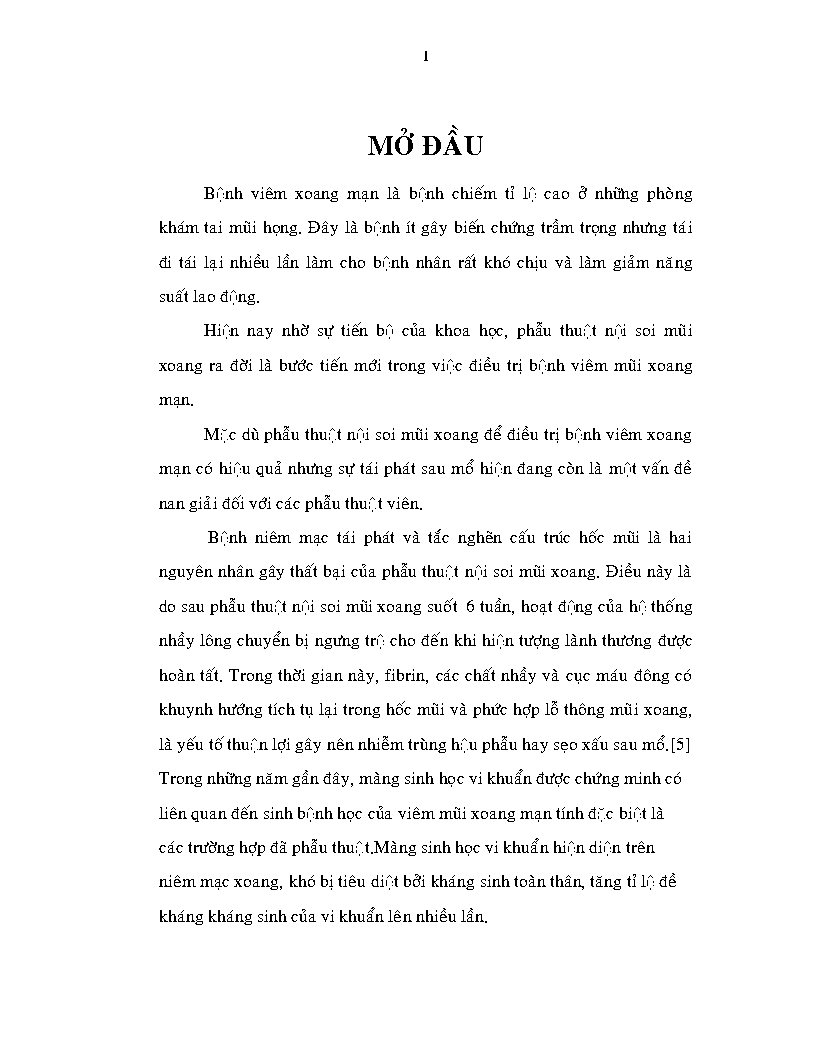 1
MỞ ĐẦU
Bệnh viêm xoang mạn là bệnh chiếm tỉ lệ cao ở những phòng
khám tai mũi họng. Đây là bệnh ít gây biến chứng trầm trọng nhưng tái
đi tái lại nhiều lần làm cho bệnh nhân rất khó chịu và làm giảm năng
suất lao động.
Hiện nay nhờ sự tiến bộ của khoa học, phẫu thuật nội soi mũi
xoang ra đời là bước tiến mới trong việc điều trị bệnh viêm mũi xoang
mạn.
Mặc dù phẫu thuật nội soi mũi xoang để điều trị bệnh viêm xoang
mạn có hiệu quả nhưng sự tái phát sau mổ hiện đang còn là một vấn đề
nan giải đối với các phẫu thuật viên.
Bệnh niêm mạc tái phát và tắc nghẽn cấu trúc hốc mũi là hai
nguyên nhân gây thất bại của phẫu thuật nội soi mũi xoang. Điều này là
do sau phẫu thuật nội soi mũi xoang suốt 6 tuần, hoạt động của hệ thống
nhầy lông chuyển bị ngưng trệ cho đến khi hiện tượng lành thương được
hoàn tất. Trong thời gian này, fibrin, các chất nhầy và cục máu đông có
khuynh hướng tích tụ lại trong hốc mũi và phức hợp lỗ thông mũi xoang,
là yếu tố thuận lợi gây nên nhiễm trùng hậu phẫu hay sẹo xấu sau mổ.[5]
Trong những năm gần đây, màng sinh học vi khuẩn được chứng minh có
liên quan đến sinh bệnh học của viêm mũi xoang mạn tính đặc biệt là
các trường hợp đã phẫu thuật.Màng sinh học vi khuẩn hiện diện trên
niêm mạc xoang, khó bị tiêu diệt bởi kháng sinh toàn thân, tăng tỉ lệ đề
kháng kháng sinh của vi khuẩn lên nhiều lần.